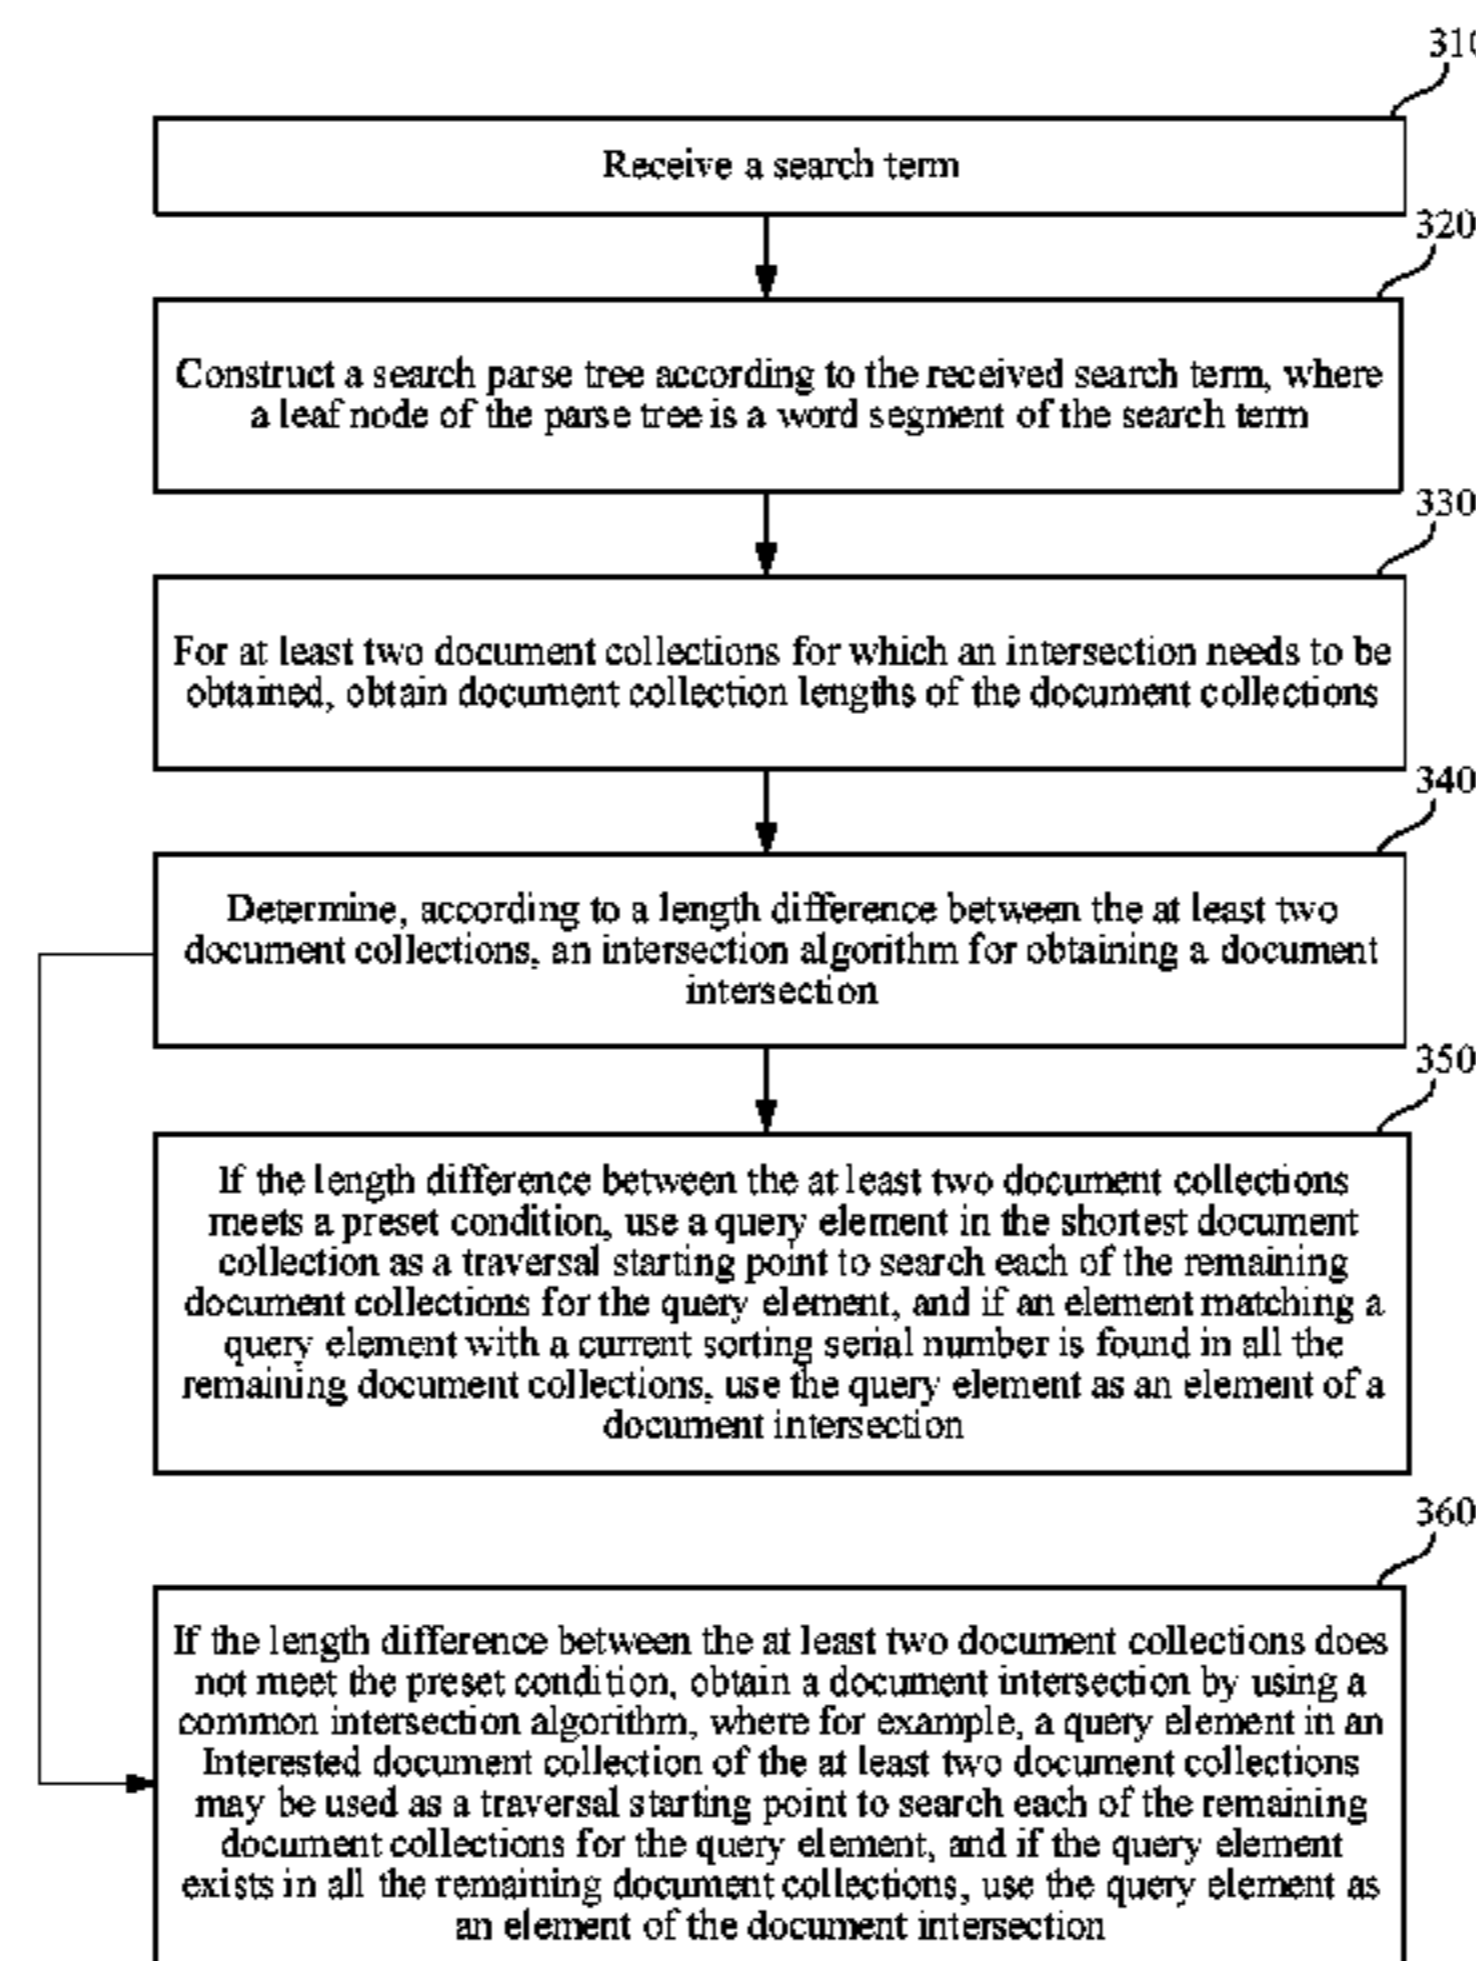 310
Receive a search term
320
Construct a search parse tree according to the received search term, where
a leaf node of the parse tree is a word segment of the search term
330
For at least two document collections for which an intersection needs to be
obtained, obtain document collection lengths of the document collections
340
Determine, according to a length difference between the at least two
document collections, an intersection algorithm for obtaining a document
intersection
350
If the length difference between the at least two document collections
meets a preset condition, use a query element in the shortest document
collection as a traversal starting point to search each of the remaining
document collections for the query element, and if an element matching a
query element with a current sorting serial number is found in all the
remaining document collections, use the query element as an element of a
document intersection
360
If the length difference between the at least two document collections does
not meet the preset condition, obtain a document intersection by using a
common intersection algorithm, where for example, a query element in an
Interested document collection of the at least two document collections
may be used as a traversal starting point to search each of the remaining
document collections for the query element, and if the query element
exists in all the remaining document collections, use the query element as
an element of the document intersection